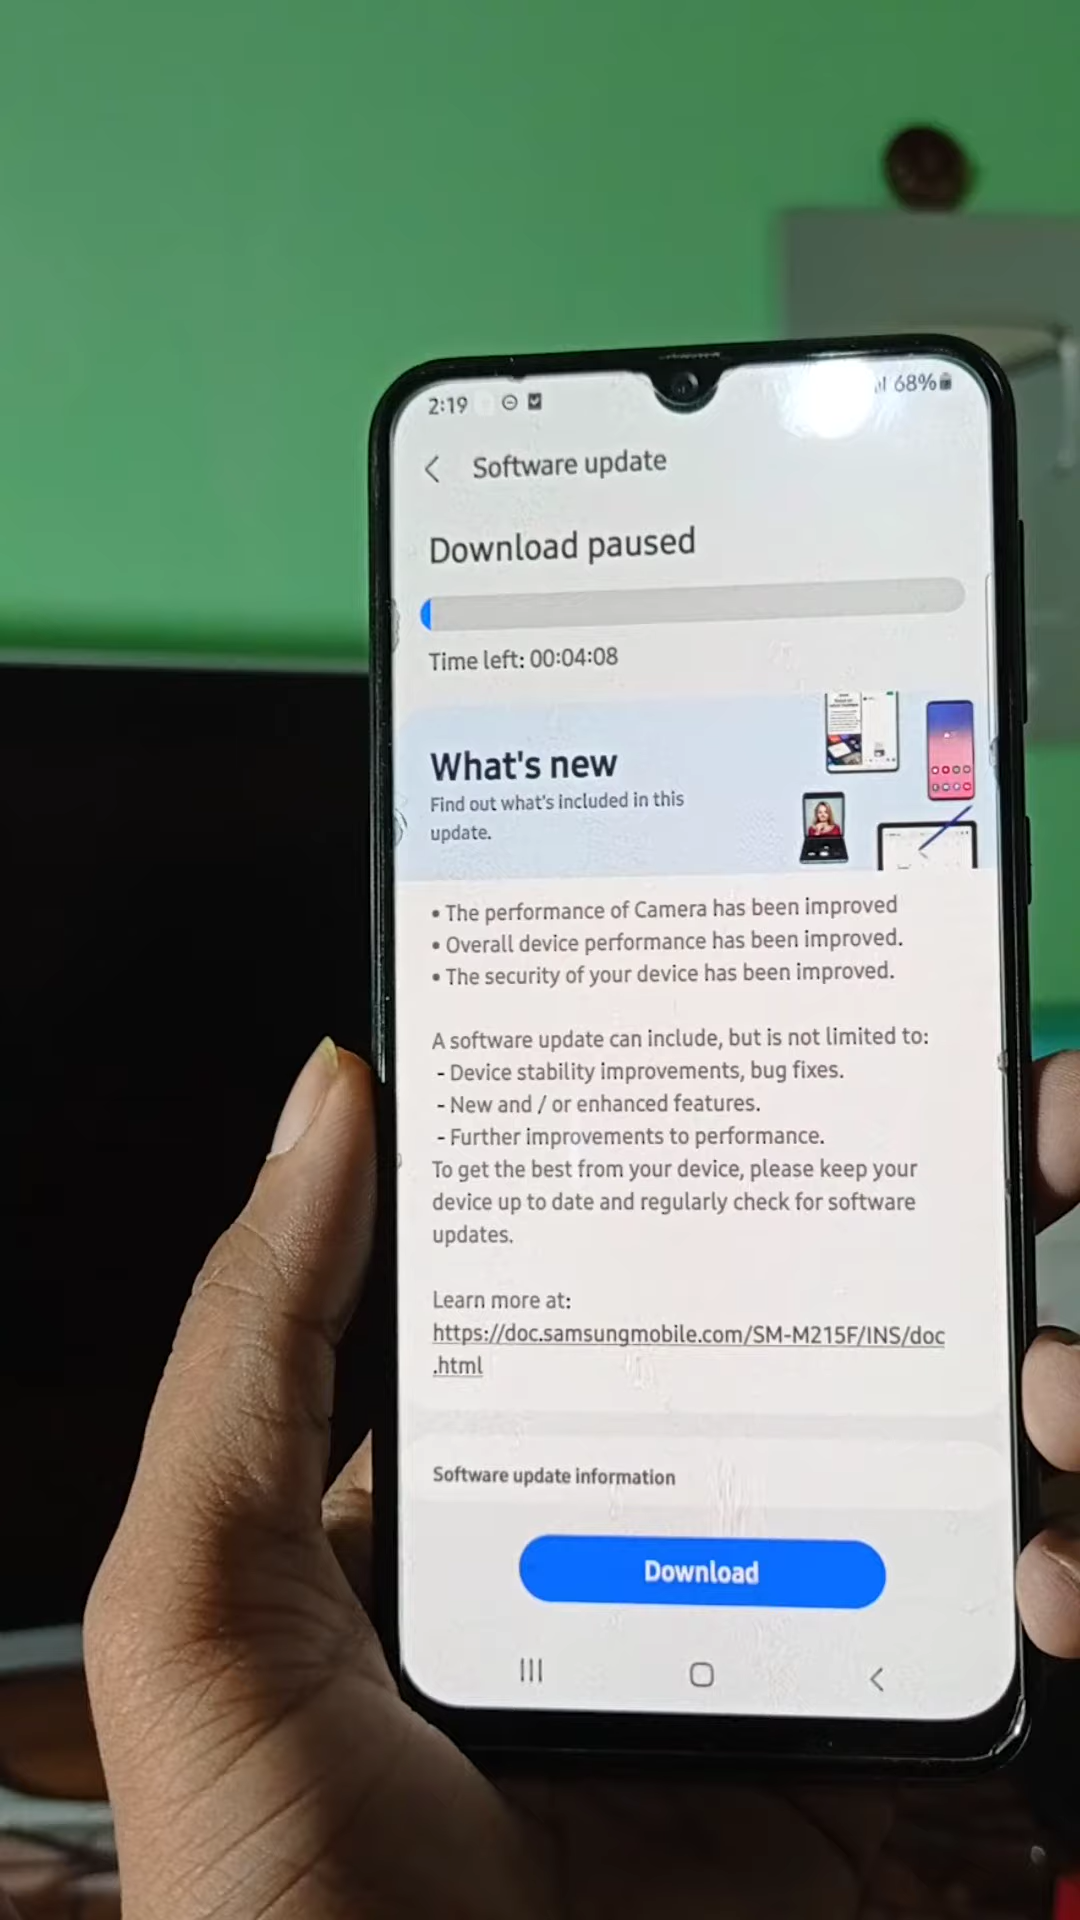 2:19
68%
Software update
Download paused
Time left: 00:04:08
What's new
Find out what's included in this
update.
• The performance of Camera has been improved
• Overall device performance has been improved.
• The security of your device has been improved.
A software update can include, but is not limited to:
- Device stability improvements, bug fixes.
- New and / or enhanced features.
- Further improvements to performance.
To get the best from your device, please keep your
device up to date and regularly check for software
updates.
Learn more at:
https://doc.samsungmobile.com/SM-M215F/INS/doc
.html
Software update information
Download